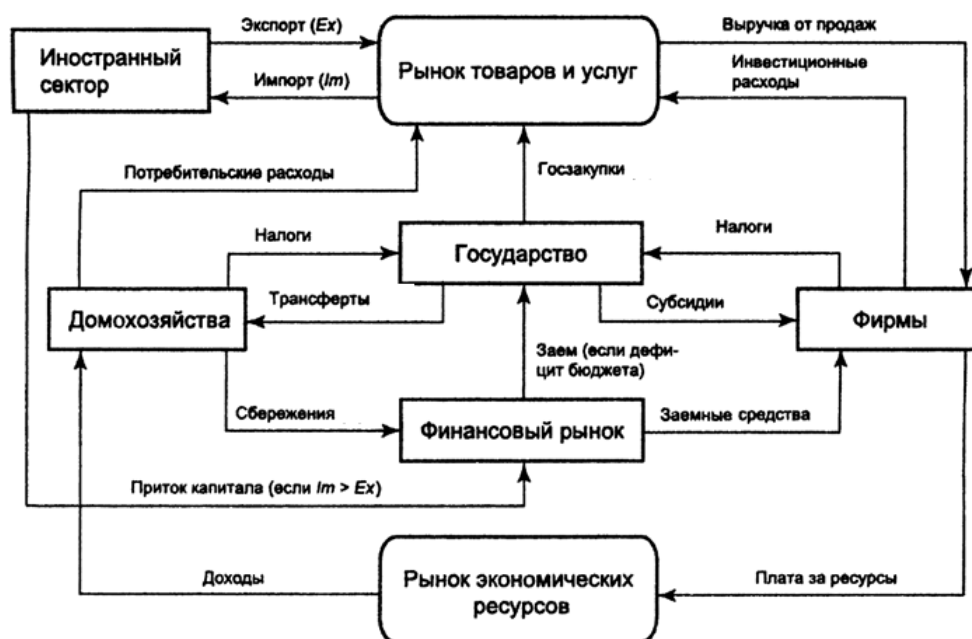 Экспорт (Ex)
Выручка от продаж
Иностранный
сектор
Рынок товаров и услуг
Инвестиционные
расходы
Импорт (Im)
Потребительские расходы
Госзакупки
Налоги
Государство
Налоги
Трансферты
Субсидии
Домохозяйства
Фирмы
Заем (если дефи-
цит бюджета)
Сбережения
Финансовый рынок
Заемные средства
Приток капитала (если Im > Ex)
Доходы
Рынок экономических
ресурсов
Плата за ресурсы